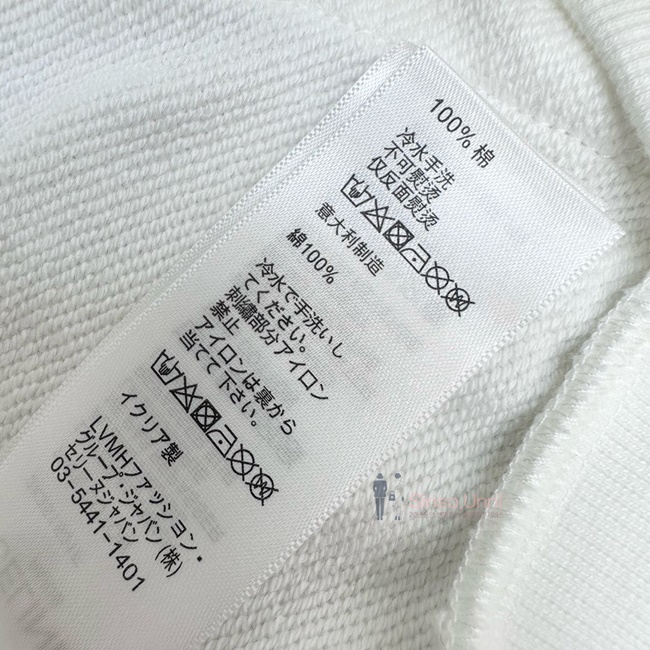 100% 棉
冷水手洗
不可熨烫
仅反面熨烫
意大利制造
綿100%
冷水で手洗いし
てください。
刺繍部分アイロン
禁止
アイロンは裏から
当てて下さい。
イクリア製
LVMHファッション・
グループ・ジャパン (株)
セリーヌジャパン
03-5441-1401